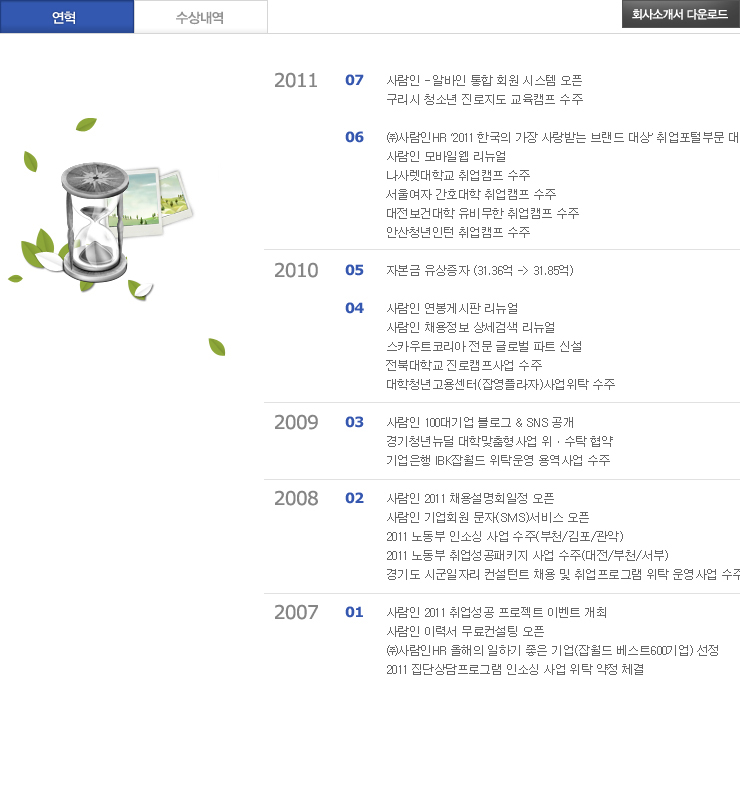 연혁
수상내역
회사소개서 다운로드
2011 07 사람인 - 알바인 통합 회원 시스템 오픈
구리시 청소년 진로지도 교육캠프 수주
06 ㈜사람인HR '2011 한국의 가장 사랑받는 브랜드 대상' 취업포털부문 대
사람인 모바일웹 리뉴얼
나사렛대학교 취업캠프 수주
서울여자 간호대학 취업캠프 수주
대전보건대학 유비무한 취업캠프 수주
안산청년인턴 취업캠프 수주
2010 05 자본금 유상증자 (31.36억 -> 31.85억)
04 사람인 연봉게시판 리뉴얼
사람인 채용정보 상세검색 리뉴얼
스카우트코리아 전문 글로벌 파트 신설
전북대학교 진로캠프사업 수주
대학청년고용센터(잡영플라자)사업위탁 수주
2009 03 사람인 100대기업 블로그 & SNS 공개
경기청년뉴딜 대학맞춤형사업 위 · 수탁 협약
기업은행 IBK잡월드 위탁운영 용역사업 수주
2008 02 사람인 2011 채용설명회일정 오픈
사람인 기업회원 문자(SMS)서비스 오픈
2011 노동부 인소싱 사업 수주(부천/김포/관악)
2011 노동부 취업성공패키지 사업 수주(대전/부천/서부)
경기도 시군일자리 컨설턴트 채용 및 취업프로그램 위탁 운영사업 수주
2007 01 사람인 2011 취업성공 프로젝트 이벤트 개최
사람인 이력서 무료컨설팅 오픈
㈜사람인HR 올해의 일하기 좋은 기업(잡월드 베스트600기업) 선정
2011 집단상담프로그램 인소싱 사업 위탁 약정 체결